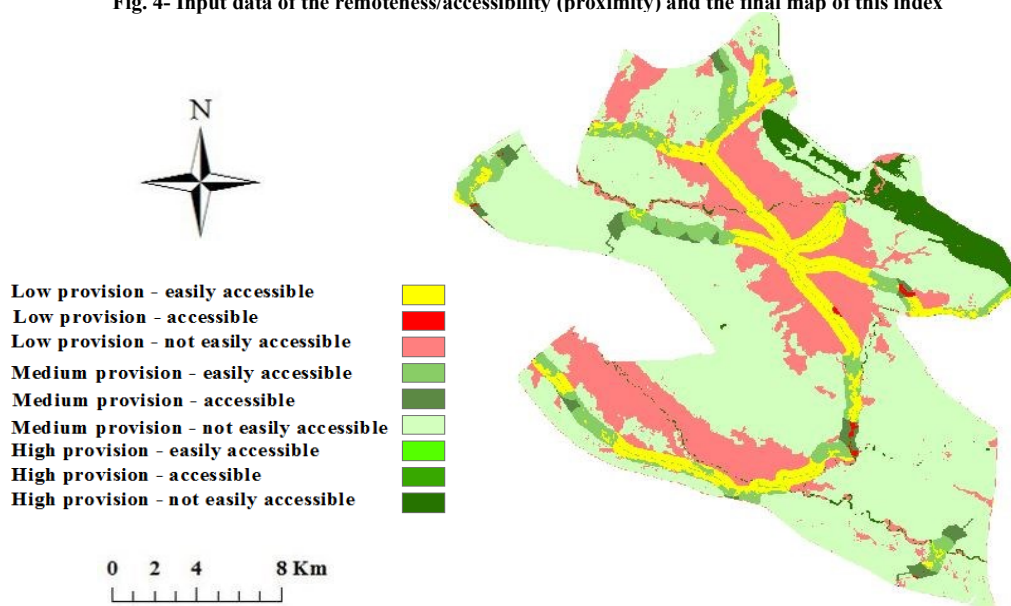 Fig. 4- Input data of the remoteness/accessibility (proximity) and the final map of this index
N
Low provision - easily accessible
Low provision - accessible
Low provision - not easily accessible
Medium provision - easily accessible
Medium provision - accessible
Medium provision - not easily accessible
High provision - easily accessible
High provision - accessible
High provision - not easily accessible
0 2 4 8 Km